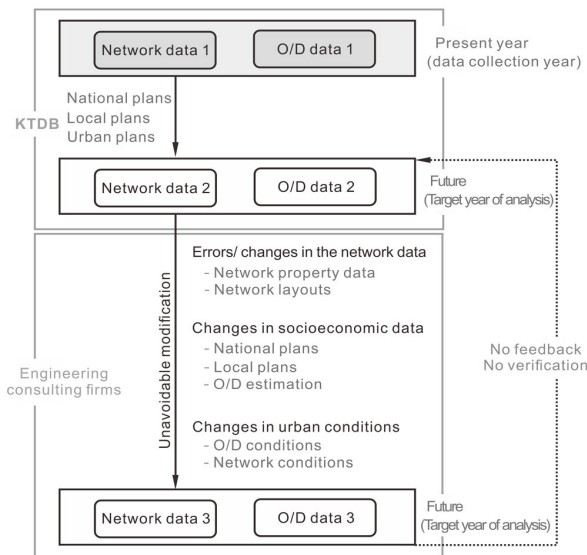 Network data 1
O/D data 1
Present year
(data collection year)
National plans
Local plans
Urban plans
KTDB
Network data 2
O/D data 2
Future
(Target year of analysis)
Errors/ changes in the network data
- Network property data
- Network layouts
Changes in socioeconomic data
- National plans
- Local plans
- O/D estimation
Changes in urban conditions
- O/D conditions
- Network conditions
Unavoidable modification
Engineering
consulting firms
No feedback
No verification
Network data 3
O/D data 3
Future
(Target year of analysis)